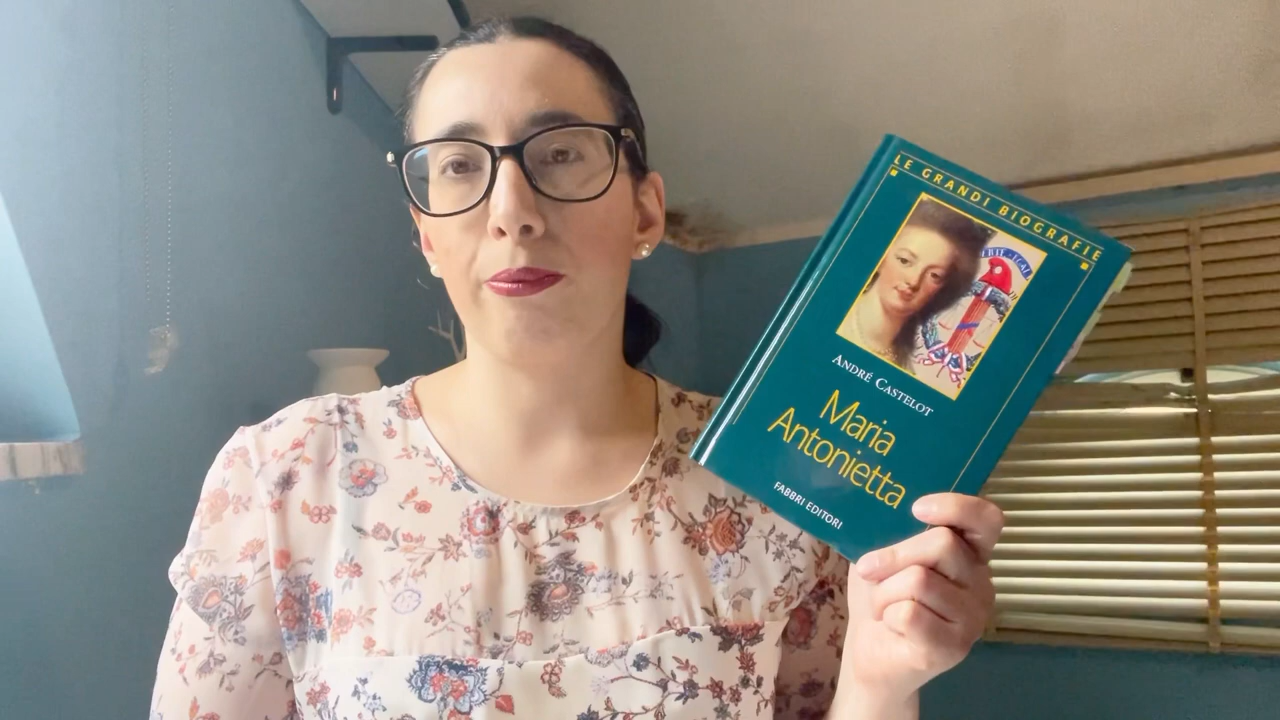 LE GRANDI BIOGRAFIE
ANDRÉ CASTELOT
Maria
Antonietta
FABBRI EDITORI